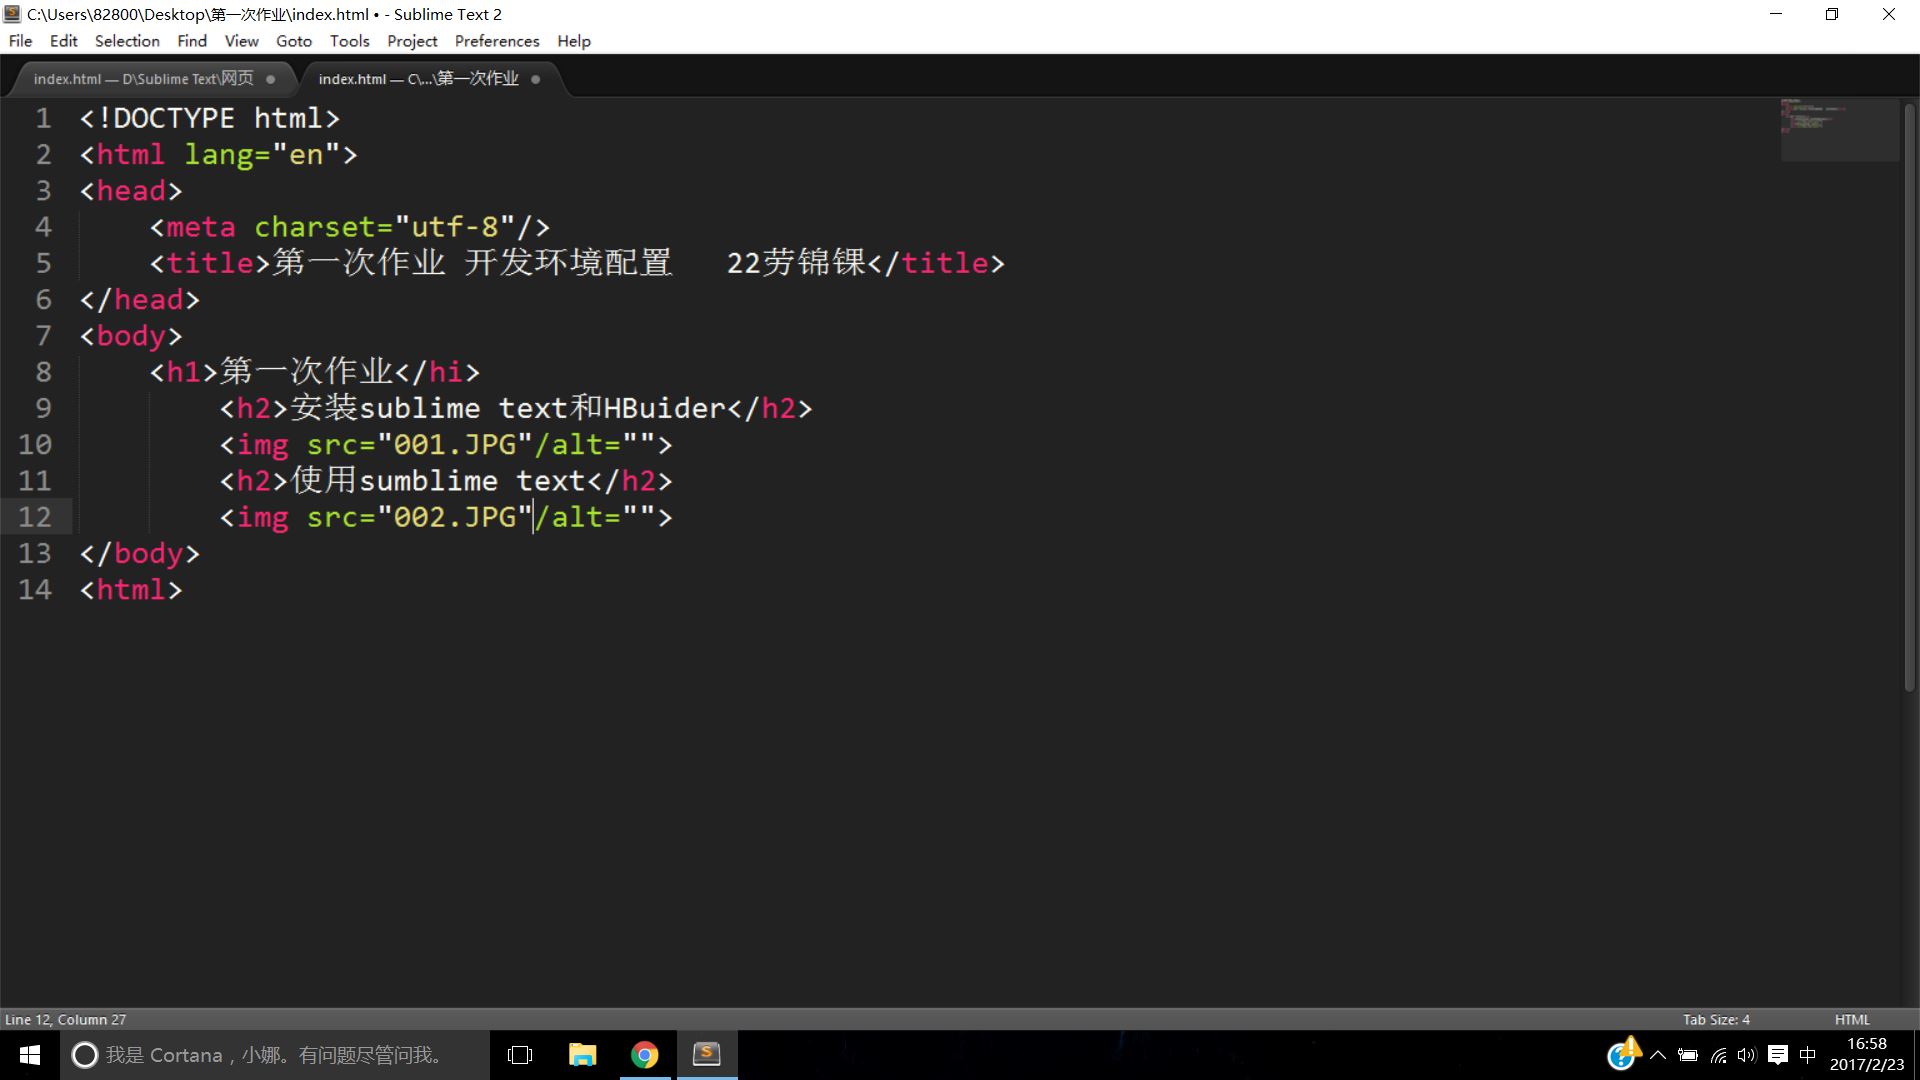 C:\Users\82800\Desktop\第一次作业\index.html • - Sublime Text 2
File Edit Selection Find View Goto Tools Project Preferences Help
index.html — D\Sublime Text\网页
index.html — C\...\第一次作业
1 <!DOCTYPE html>
2 <html lang="en">
3 <head>
4 <meta charset="utf-8"/>
5 <title>第一次作业 开发环境配置 22劳锦锞</title>
6 </head>
7 <body>
8 <h1>第一次作业</hi>
9 <h2>安装sublime text和HBuider</h2>
10 <img src="001.JPG"/alt="">
11 <h2>使用sumblime text</h2>
12 <img src="002.JPG"/alt="">
13 </body>
14 <html>
Line 12, Column 27
Tab Size: 4
HTML
我是 Cortana，小娜。有问题尽管问我。
中
16:58
2017/2/23